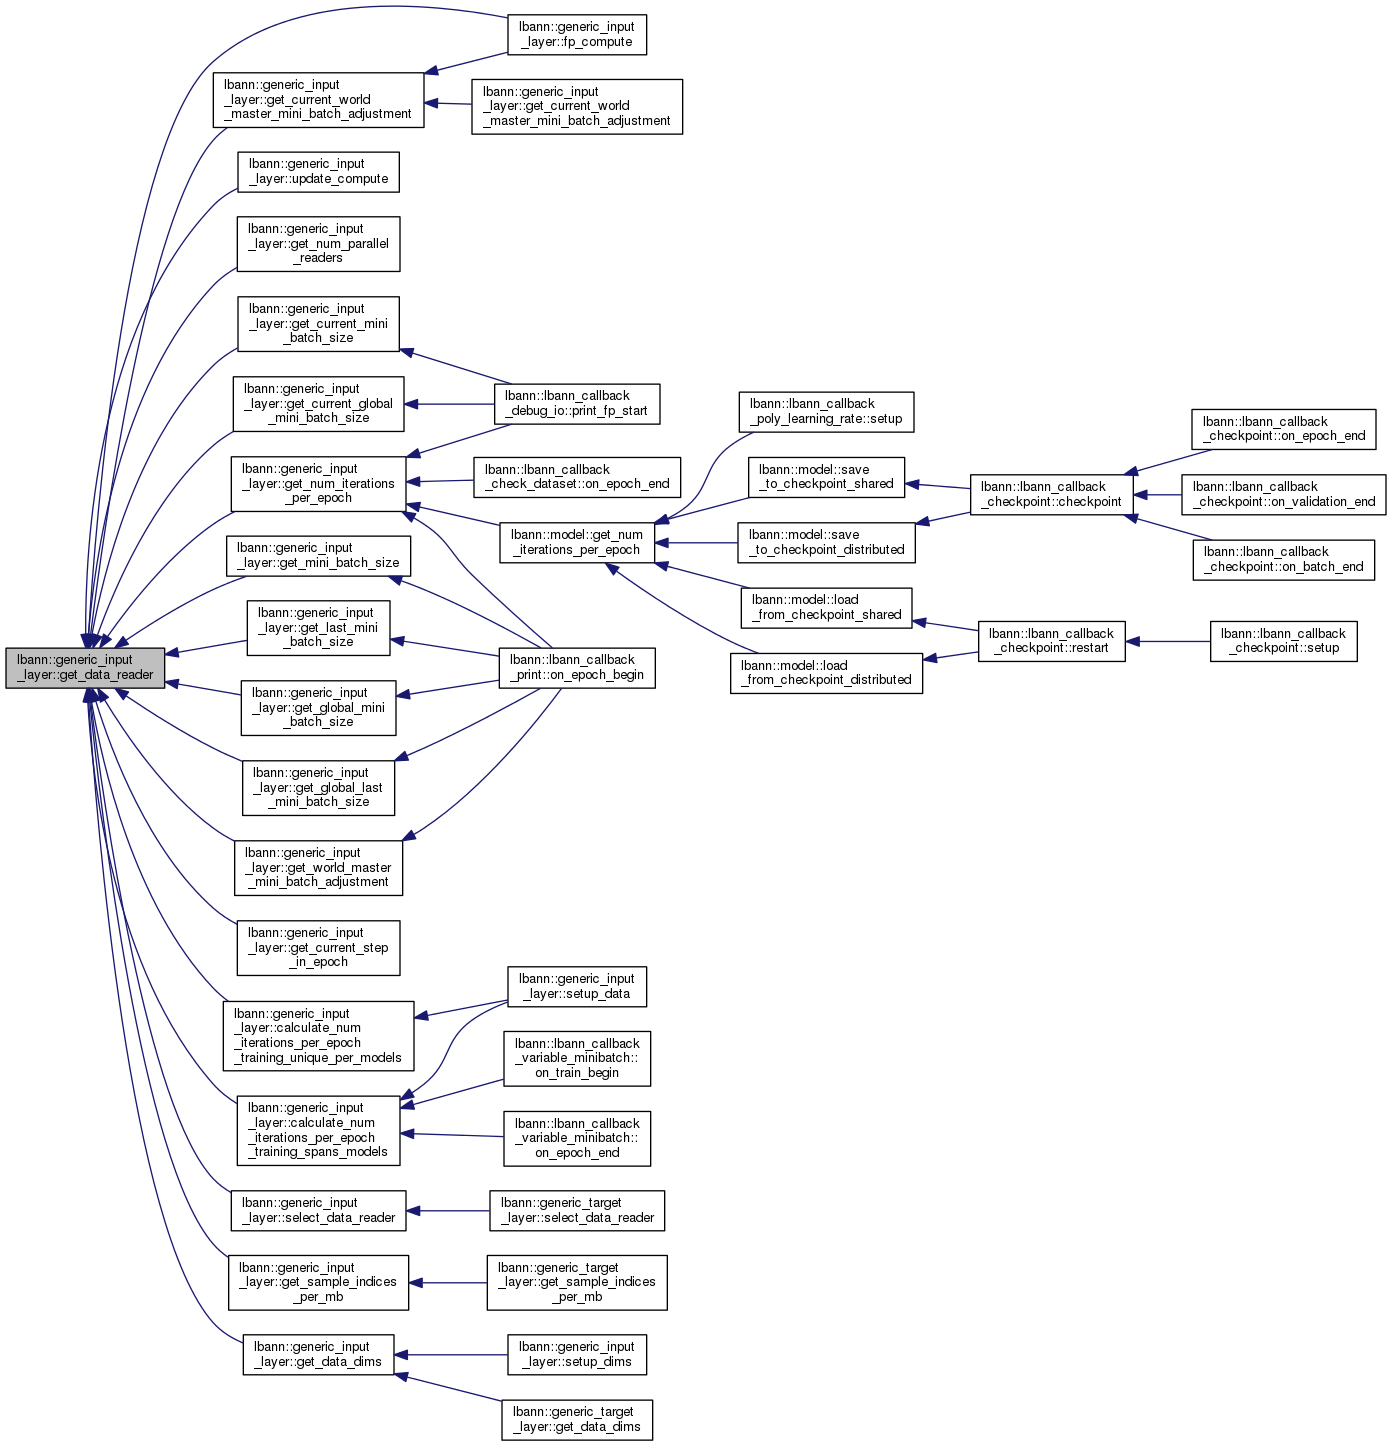 lbann::generic_input
_layer::get_data_reader
lbann::generic_input
_layer::fp_compute
lbann::generic_input
_layer::get_current_world
_master_mini_batch_adjustment
lbann::generic_input
_layer::get_current_world
_master_mini_batch_adjustment
lbann::generic_input
_layer::update_compute
lbann::generic_input
_layer::get_num_parallel
_readers
lbann::generic_input
_layer::get_current_mini
_batch_size
lbann::generic_input
_layer::get_current_global
_mini_batch_size
lbann::lbann_callback
_debug_io::print_fp_start
lbann::generic_input
_layer::get_num_iterations
_per_epoch
lbann::lbann_callback
_check_dataset::on_epoch_end
lbann::model::get_num
_iterations_per_epoch
lbann::lbann_callback
_poly_learning_rate::setup
lbann::model::save
_to_checkpoint_shared
lbann::model::save
_to_checkpoint_distributed
lbann::model::load
_from_checkpoint_shared
lbann::model::load
_from_checkpoint_distributed
lbann::lbann_callback
_checkpoint::checkpoint
lbann::lbann_callback
_checkpoint::restart
lbann::lbann_callback
_checkpoint::on_epoch_end
lbann::lbann_callback
_checkpoint::on_validation_end
lbann::lbann_callback
_checkpoint::on_batch_end
lbann::lbann_callback
_checkpoint::setup
lbann::generic_input
_layer::get_mini_batch_size
lbann::generic_input
_layer::get_last_mini
_batch_size
lbann::lbann_callback
_print::on_epoch_begin
lbann::generic_input
_layer::get_global_mini
_batch_size
lbann::generic_input
_layer::get_global_last
_mini_batch_size
lbann::generic_input
_layer::get_world_master
_mini_batch_adjustment
lbann::generic_input
_layer::get_current_step
_in_epoch
lbann::generic_input
_layer::calculate_num
_iterations_per_epoch
_training_unique_per_models
lbann::generic_input
_layer::setup_data
lbann::generic_input
_layer::calculate_num
_iterations_per_epoch
_training_spans_models
lbann::lbann_callback
_variable_minibatch::
on_train_begin
lbann::lbann_callback
_variable_minibatch::
on_epoch_end
lbann::generic_input
_layer::select_data_reader
lbann::generic_target
_layer::select_data_reader
lbann::generic_input
_layer::get_sample_indices
_per_mb
lbann::generic_target
_layer::get_sample_indices
_per_mb
lbann::generic_input
_layer::get_data_dims
lbann::generic_input
_layer::setup_dims
lbann::generic_target
_layer::get_data_dims